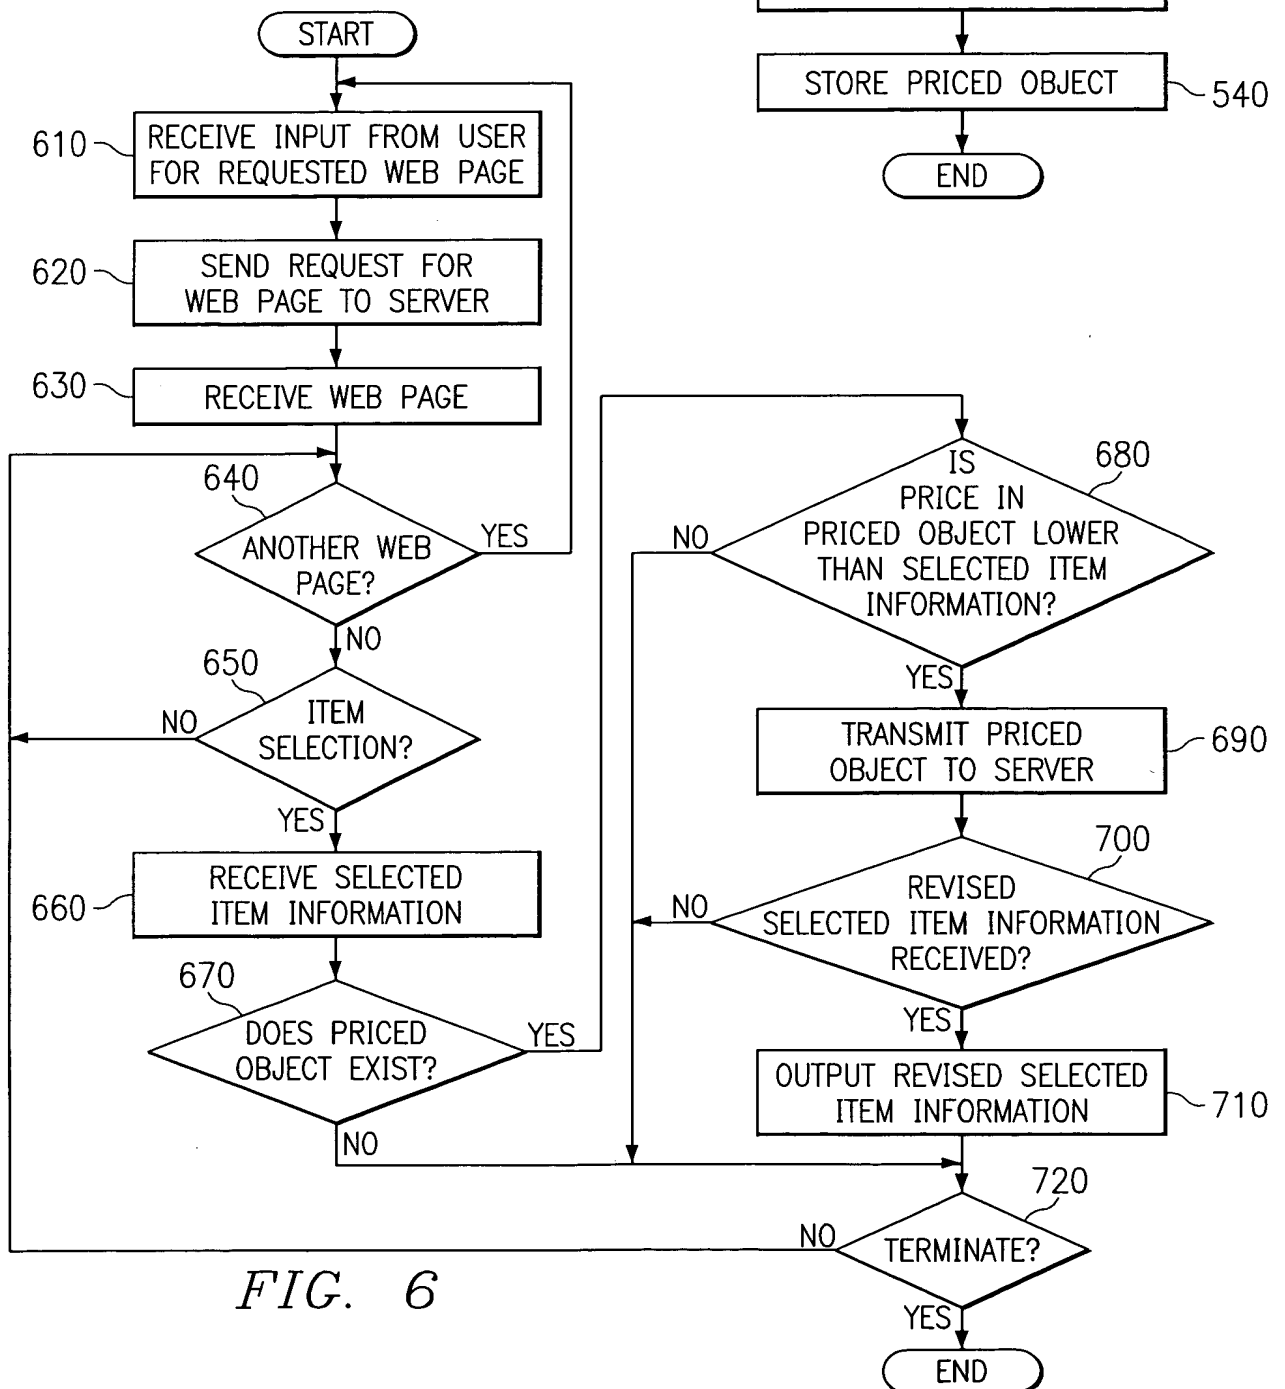 START
610
RECEIVE INPUT FROM USER
FOR REQUESTED WEB PAGE
620
SEND REQUEST FOR
WEB PAGE TO SERVER
630
RECEIVE WEB PAGE
640
ANOTHER WEB
PAGE?
YES
NO
650
ITEM
SELECTION?
NO
YES
660
RECEIVE SELECTED
ITEM INFORMATION
670
DOES PRICED
OBJECT EXIST?
YES
NO
STORE PRICED OBJECT
540
END
680
IS
PRICE IN
PRICED OBJECT LOWER
THAN SELECTED ITEM
INFORMATION?
NO
YES
TRANSMIT PRICED
OBJECT TO SERVER
690
700
REVISED
SELECTED ITEM INFORMATION
RECEIVED?
NO
YES
OUTPUT REVISED SELECTED
ITEM INFORMATION
710
720
TERMINATE?
NO
YES
END
FIG. 6